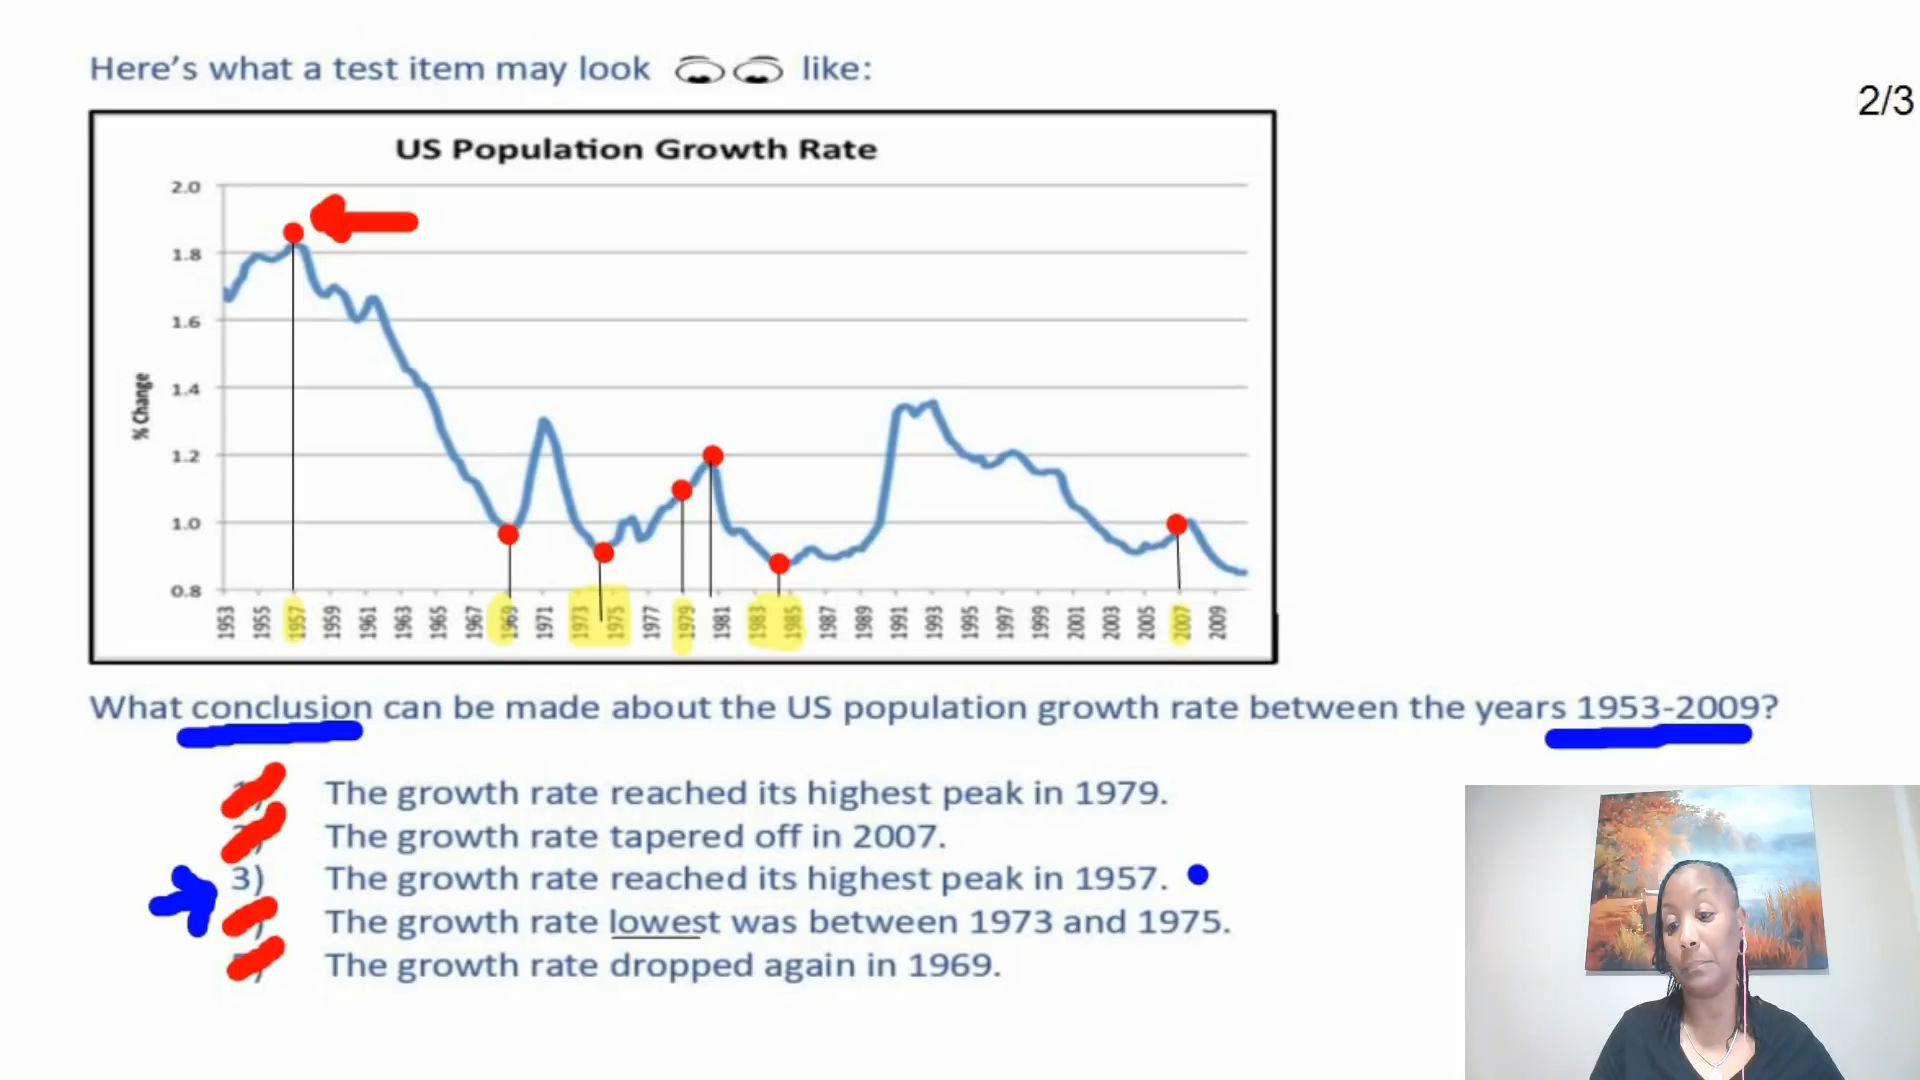 Here's what a test item may look like:
2/3
US Population Growth Rate
2.0
1.8
1.6
1.4
1.2
1.0
0.8
% Change
1953 1955 1957 1959 1961 1963 1965 1967 1969 1971 1973 1975 1977 1979 1981 1983 1985 1987 1989 1991 1993 1995 1997 1999 2001 2003 2005 2007 2009
What conclusion can be made about the US population growth rate between the years 1953-2009?
The growth rate reached its highest peak in 1979.
The growth rate tapered off in 2007.
3) The growth rate reached its highest peak in 1957.
The growth rate lowest was between 1973 and 1975.
The growth rate dropped again in 1969.